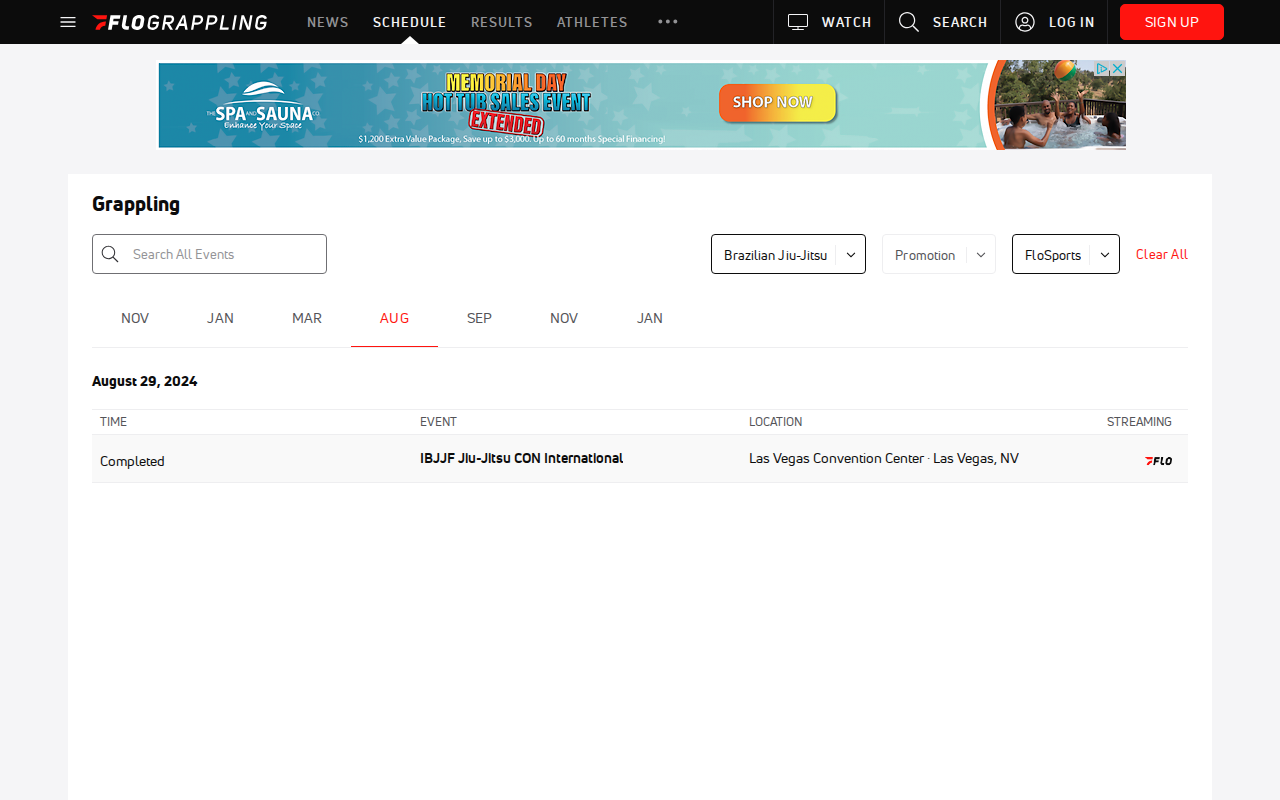 FLOGRAPPLING NEWS SCHEDULE RESULTS ATHLETES WATCH SEARCH LOG IN SIGN UP
THE SPA AND SAUNA CO
Enhance Your Space
MEMORIAL DAY
HOT TUB SALES EVENT
EXTENDED
$1,200 Extra Value Package, Save up to $3,000. Up to 60 months Special Financing!
SHOP NOW
Grappling
Search All Events
Brazilian Jiu-Jitsu Promotion FloSports Clear All
NOV JAN MAR AUG SEP NOV JAN
August 29, 2024
TIME EVENT LOCATION STREAMING
Completed IBJJF Jiu-Jitsu CON International Las Vegas Convention Center · Las Vegas, NV FLO